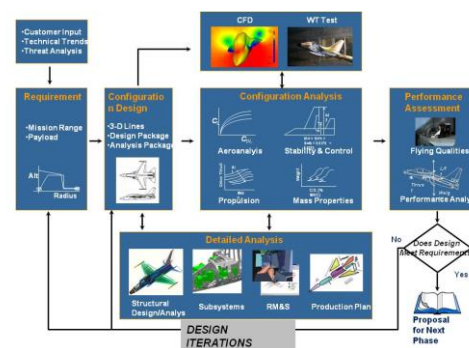 •Customer Input
•Technical Trends
•Threat Analysis
CFD
WT Test
Requirement
•Mission Range
•Payload
Alt
Radius
Configuratio
n Design
•3-D Lines
•Design Package
•Analysis Package
Configuration Analysis
Aeroanalysis
Stability & Control
Propulsion
Mass Properties
Performance
Assessment
Flying Qualities
Performance Analy
Detailed Analysis
Structural
Design/Analys
Subsystems
RM&S
Production Plan
No
Does Design
Meet Requirements
Yes
Proposal
for Next
Phase
DESIGN
ITERATIONS